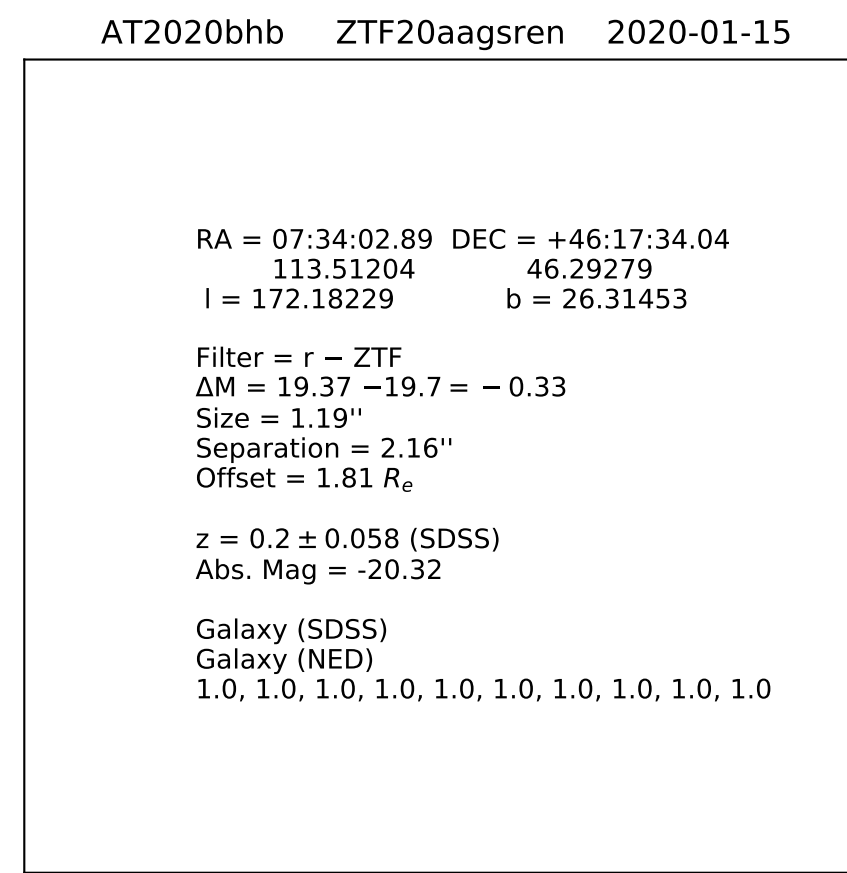 AT2020bhb ZTF20aagsren 2020-01-15
RA = 07:34:02.89 DEC = +46:17:34.04
113.51204 46.29279
l = 172.18229 b = 26.31453
Filter = r − ZTF
ΔM = 19.37 −19.7 = − 0.33
Size = 1.19''
Separation = 2.16''
Offset = 1.81 Rₑ
z = 0.2 ± 0.058 (SDSS)
Abs. Mag = -20.32
Galaxy (SDSS)
Galaxy (NED)
1.0, 1.0, 1.0, 1.0, 1.0, 1.0, 1.0, 1.0, 1.0, 1.0